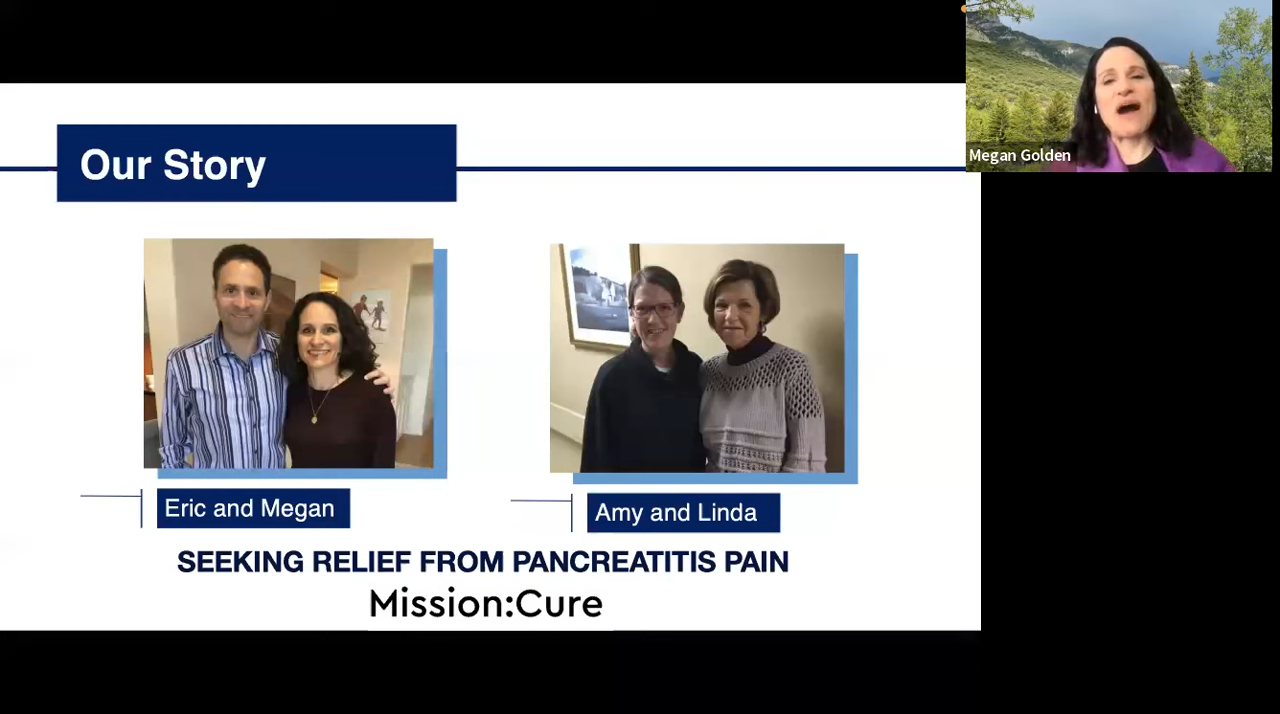 Our Story
Megan Golden
Eric and Megan
Amy and Linda
SEEKING RELIEF FROM PANCREATITIS PAIN
Mission:Cure